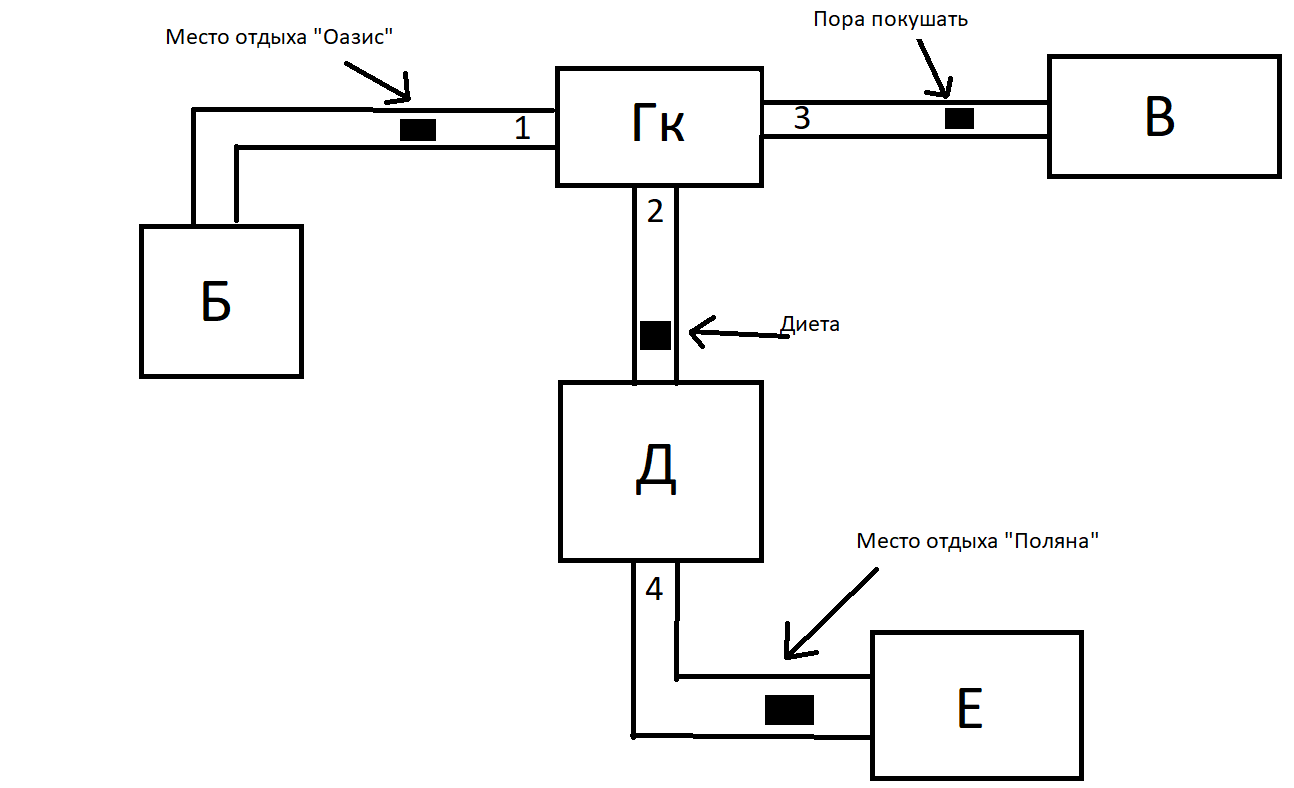 Пора покушать
Место отдыха "Оазис"
Гк
В
1
3
2
Б
Диета
Д
Место отдыха "Поляна"
4
Е